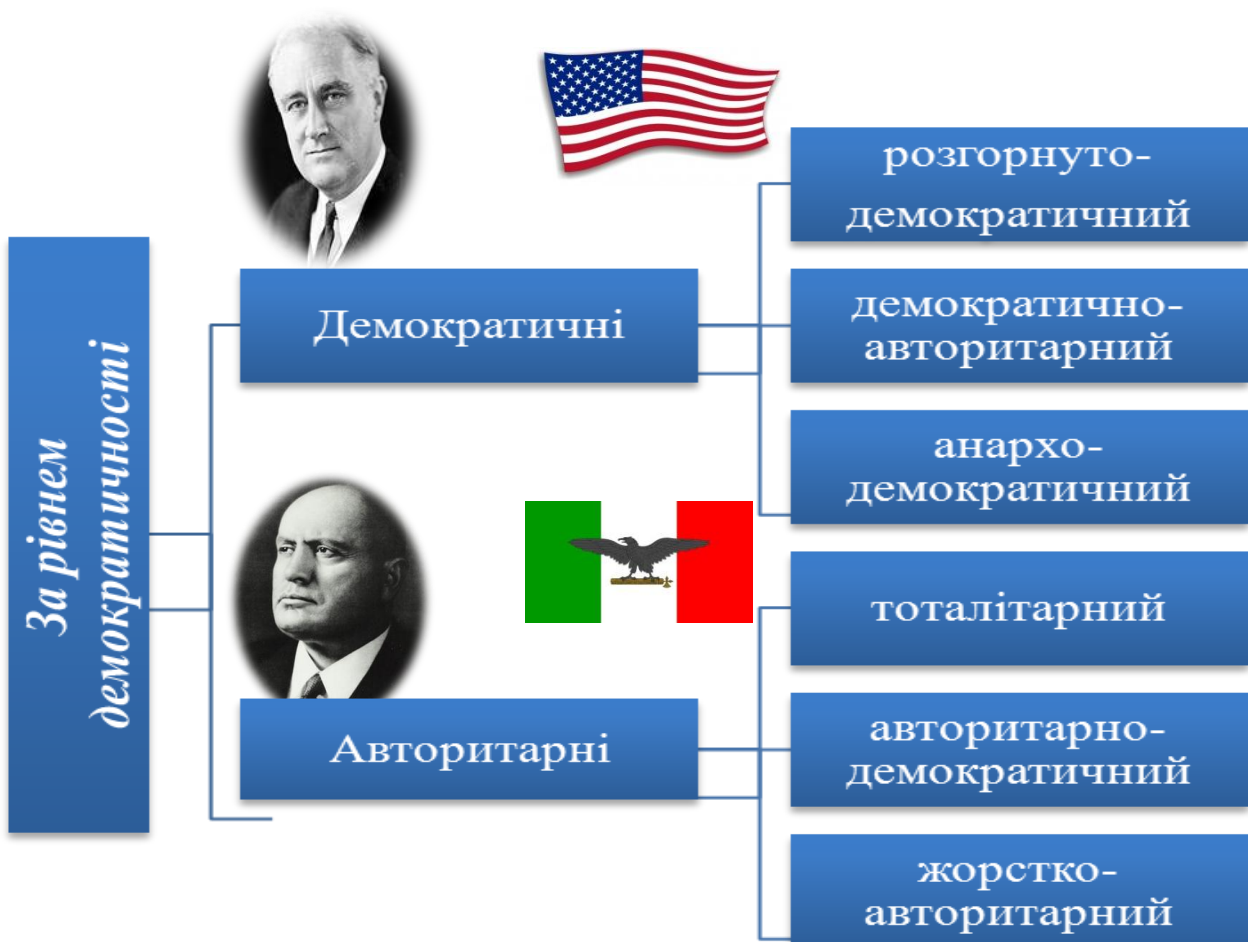 За рівнем
демократичності
Демократичні
розгорнуто-
демократичний
демократично-
авторитарний
анархо-
демократичний
Авторитарні
тоталітарний
авторитарно-
демократичний
жорстко-
авторитарний